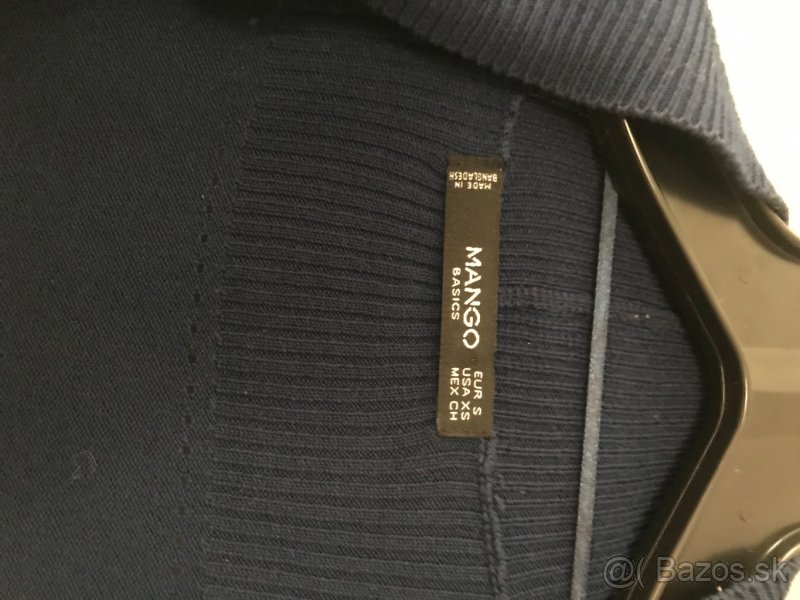 MADE IN
BANGLADESH
MANGO
BASICS
EUR S
USA XS
MEX CH
@( Bazos.sk